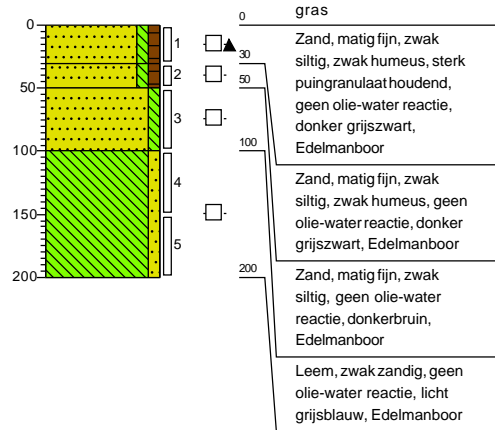 0
50
100
150
200
1
2
3
4
5
0
gras
Zand, matig fijn, zwak
siltig, zwak humeus, sterk
puingranulaat houdend,
geen olie-water reactie,
donker grijszwart,
Edelmanboor
30
Zand, matig fijn, zwak
siltig, zwak humeus, geen
olie-water reactie, donker
grijszwart, Edelmanboor
50
Zand, matig fijn, zwak
siltig, geen olie-water
reactie, donkerbruin,
Edelmanboor
100
Leem, zwak zandig, geen
olie-water reactie, licht
grijsblauw, Edelmanboor
200